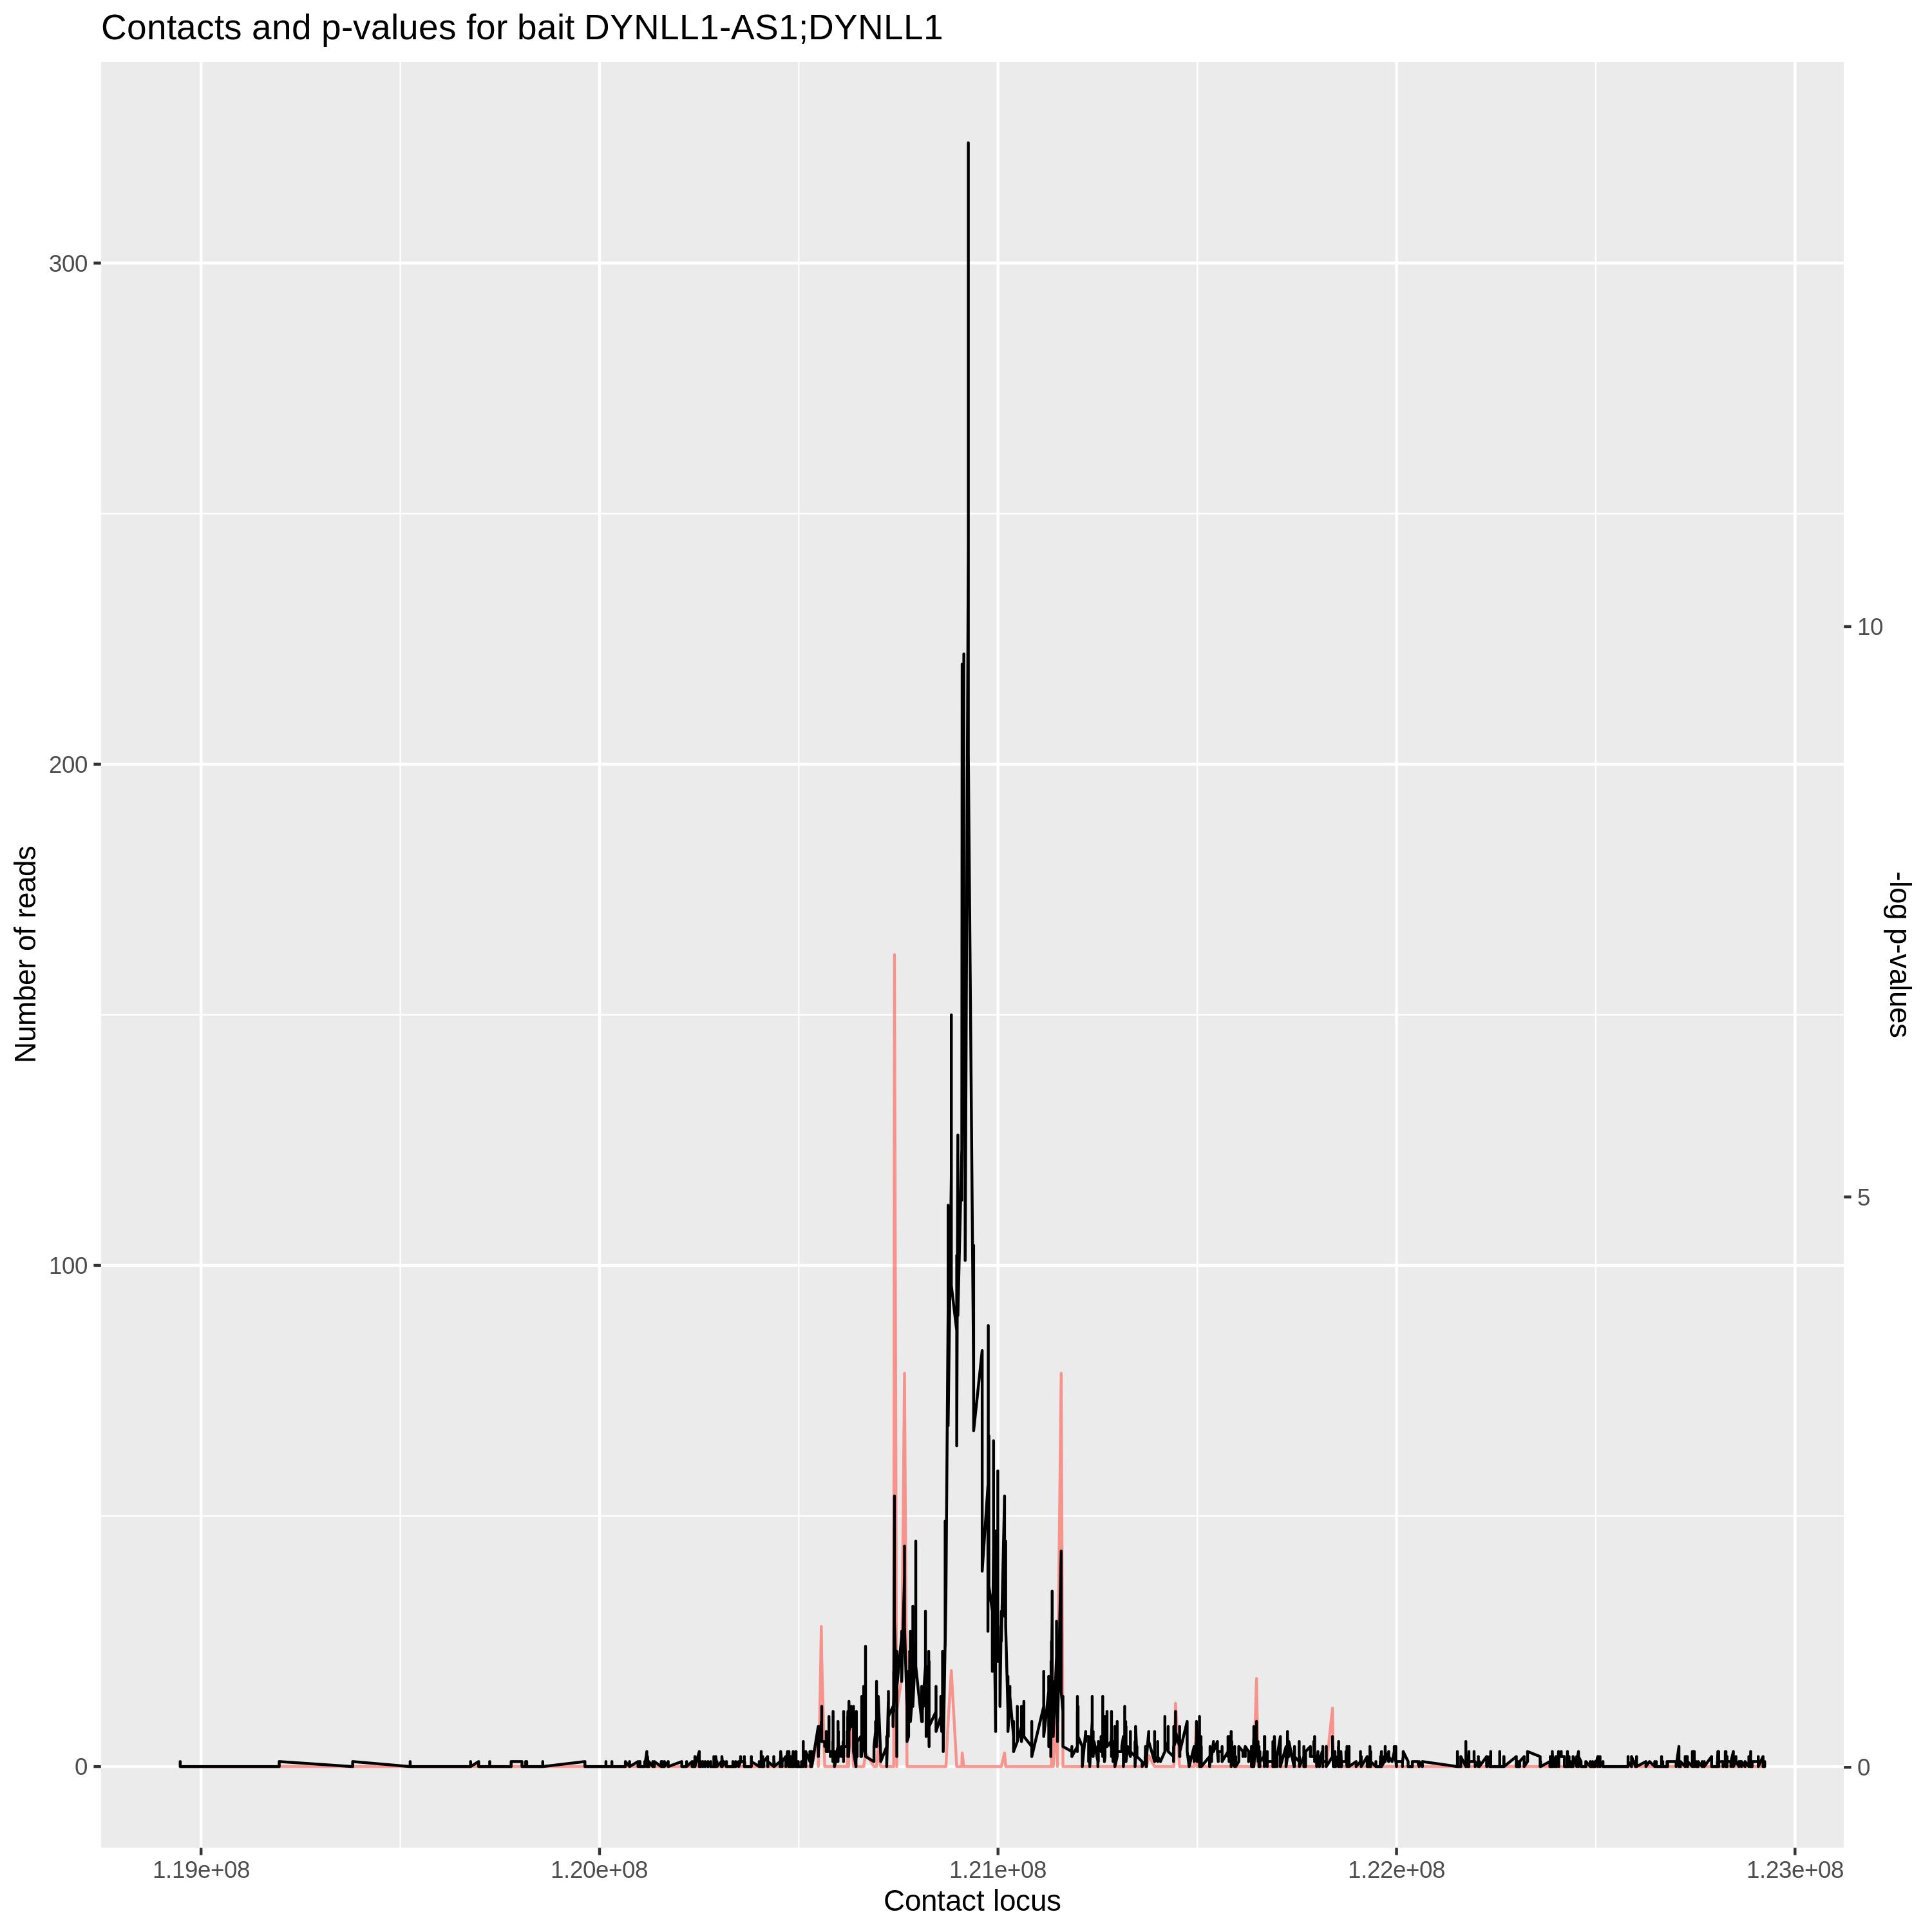 Contacts and p-values for bait DYNLL1-AS1;DYNLL1
Number of reads
300
200
100
0
10
5
0
-log p-values
1.19e+08
1.20e+08
1.21e+08
1.22e+08
1.23e+08
Contact locus